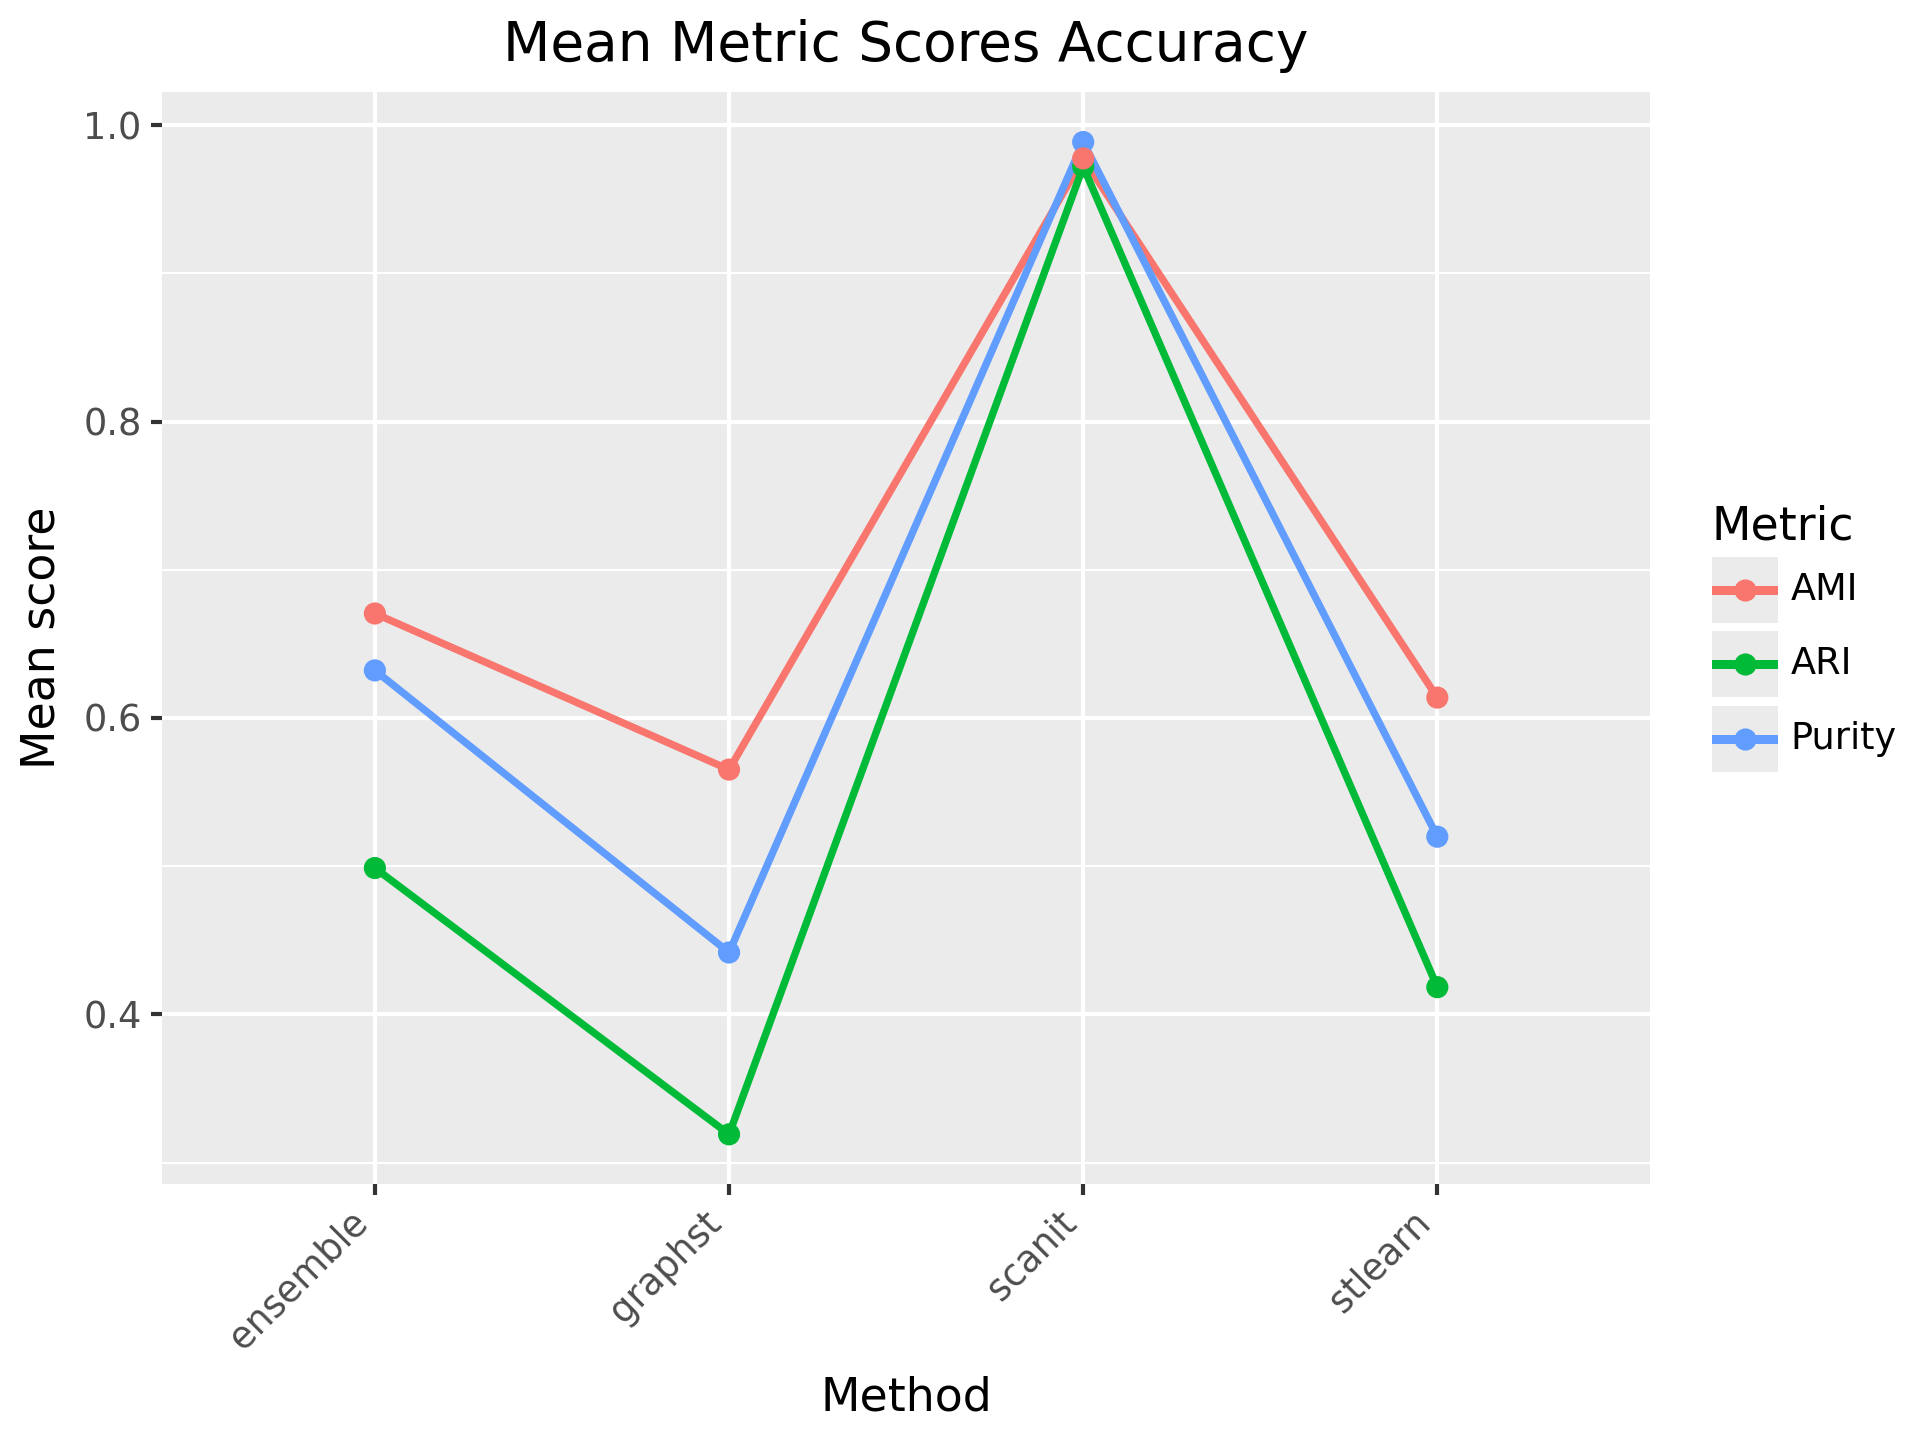 Mean Metric Scores Accuracy
1.0
0.8
0.6
0.4
Mean score
ensemble
graphst
scanit
stlearn
Method
Metric
AMI
ARI
Purity